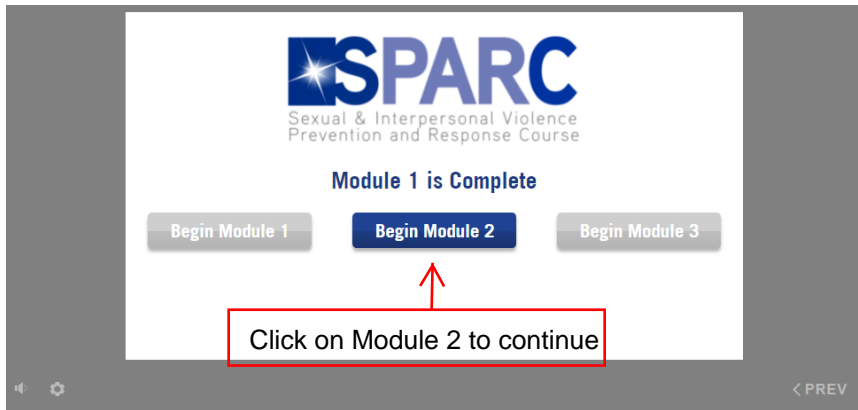 SPARC
Sexual & Interpersonal Violence
Prevention and Response Course
Module 1 is Complete
Begin Module 1
Begin Module 2
Begin Module 3
Click on Module 2 to continue
< PREV